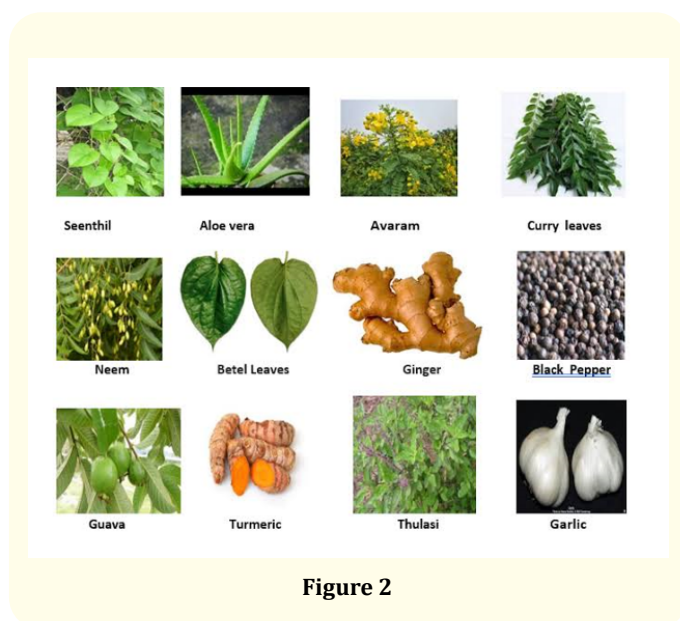 Seenthil
Aloe vera
Avaram
Curry leaves
Neem
Betel Leaves
Ginger
Black Pepper
Guava
Turmeric
Thulasi
Garlic
Figure 2